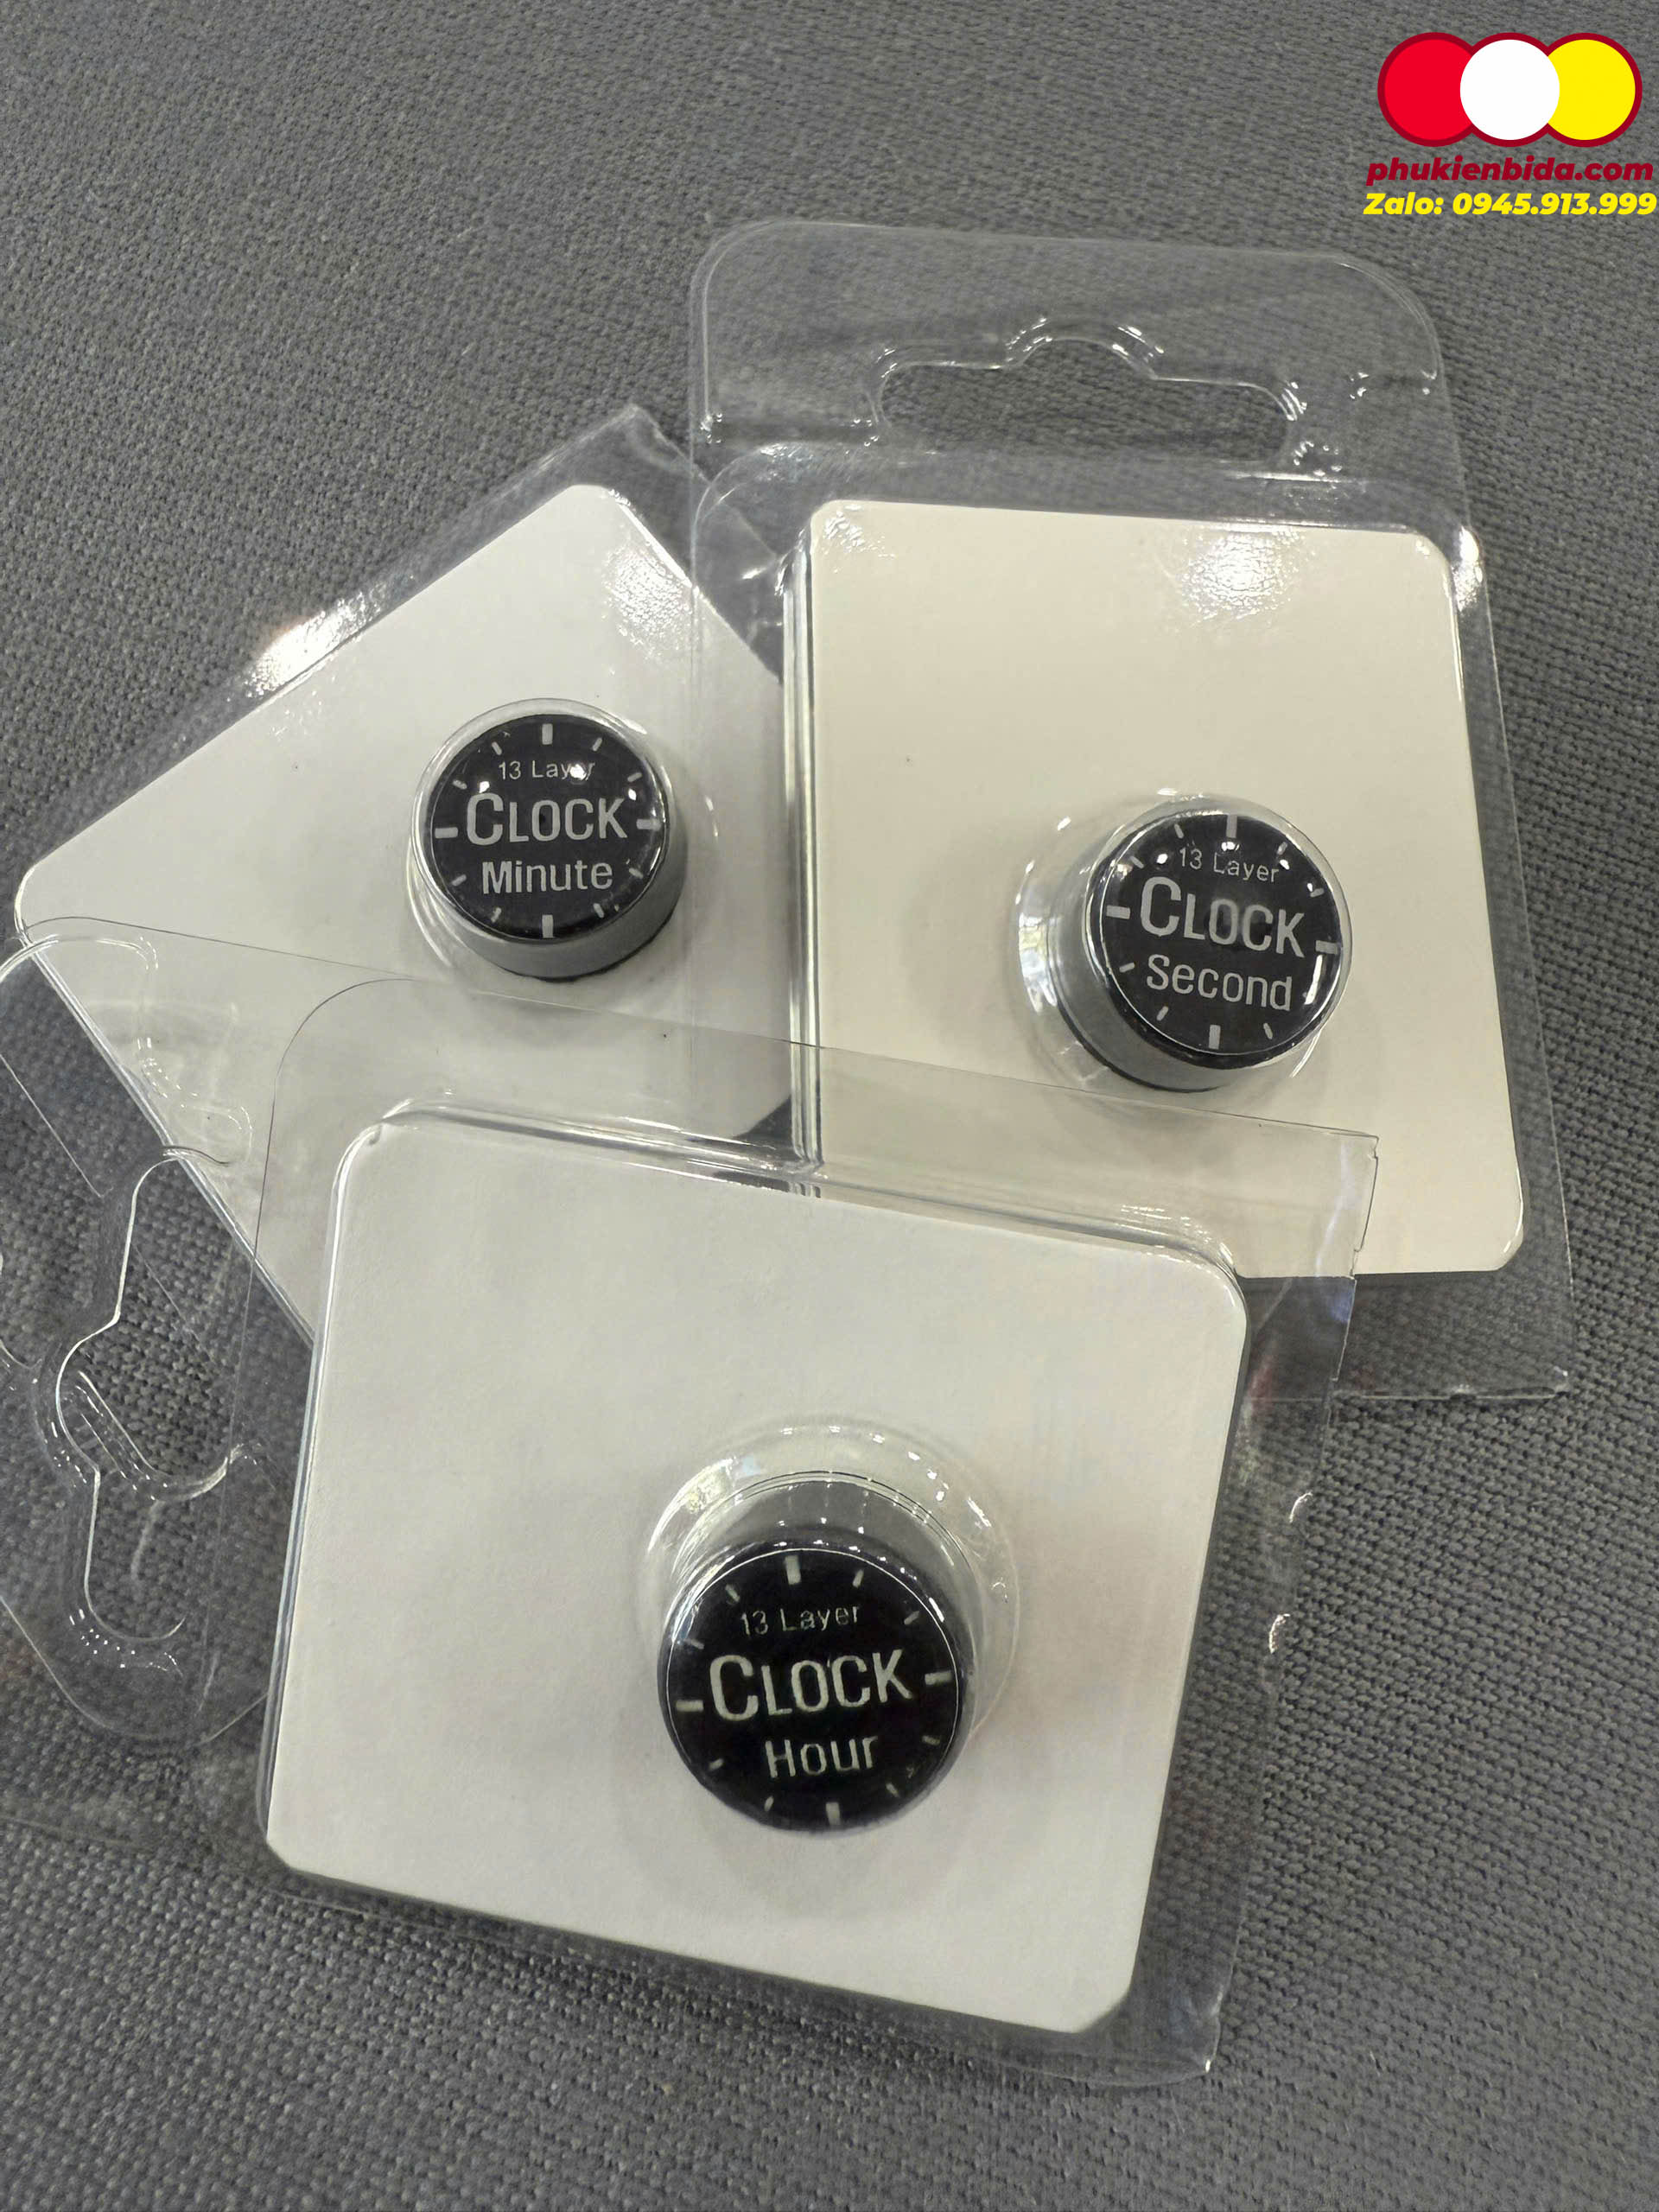 phukienbida.com
Zalo: 0945.913.999
13 Layer
CLOCK
Minute
13 Layer
CLOCK
Second
13 Layer
CLOCK
Hour